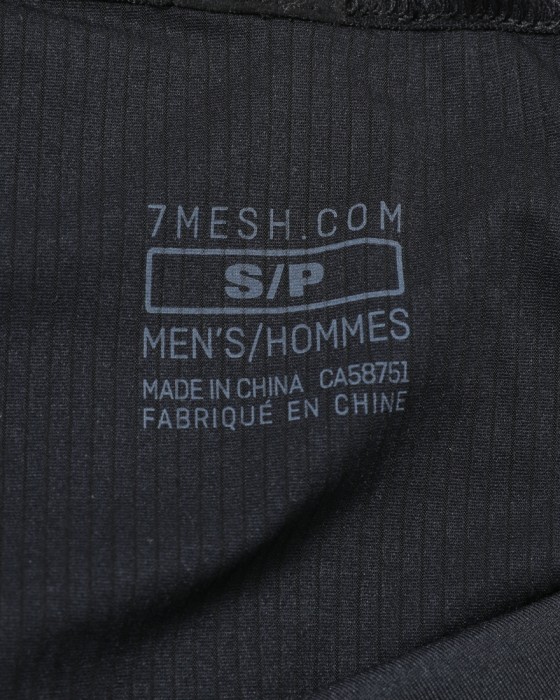 7MESH.COM
S/P
MEN'S/HOMMES
MADE IN CHINA CA58751
FABRIQUÉ EN CHINE